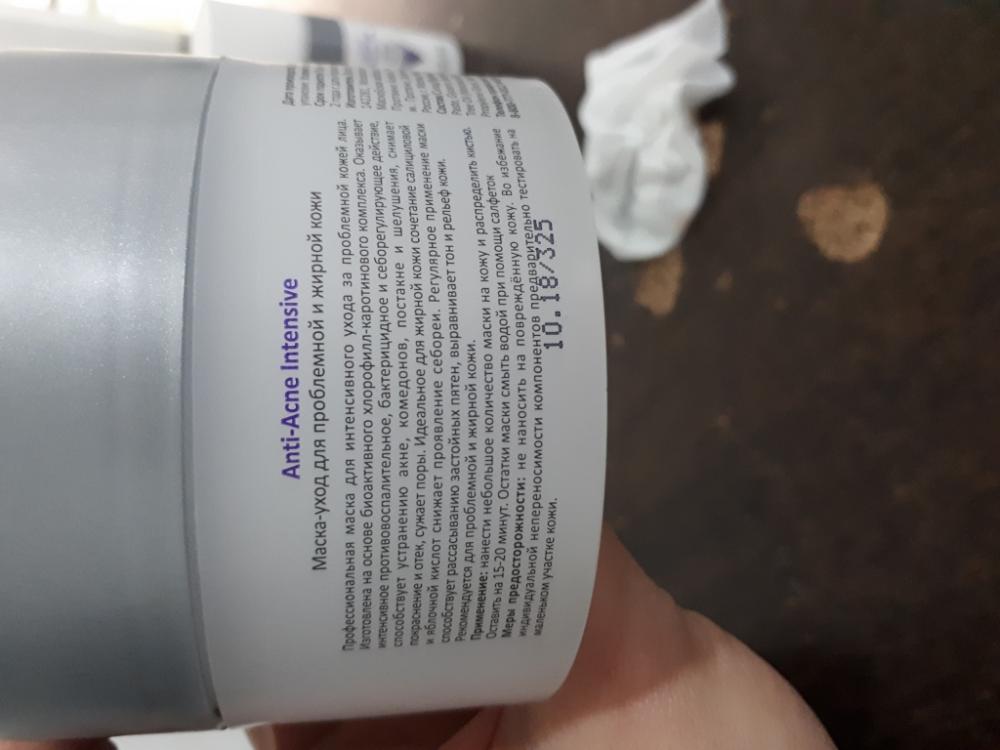 Anti-Acne Intensive
Маска-уход для проблемной и жирной кожи
Профессиональная маска для интенсивного ухода за проблемной кожей лица.
Изготовлена на основе биоактивного хлорофилл-каротинового комплекса. Оказывает
интенсивное противовоспалительное, бактерицидное и себорегулирующее действие,
способствует устранению акне, комедонов, постакне и шелушения, снимает
покраснение и отек, сужает поры. Идеальное для жирной кожи сочетание салициловой
и яблочной кислот снижает проявление себореи. Регулярное применение маски
способствует рассасыванию застойных пятен, выравнивает тон и рельеф кожи.
Рекомендуется для проблемной и жирной кожи.
Применение: нанести небольшое количество маски на кожу и распределить кистью.
Оставить на 15-20 минут. Остатки маски смыть водой при помощи салфеток
Меры предосторожности: не наносить на повреждённую кожу. Во избежание
индивидуальной непереносимости компонентов предварительно тестировать на
маленьком участке кожи.
10.18/325